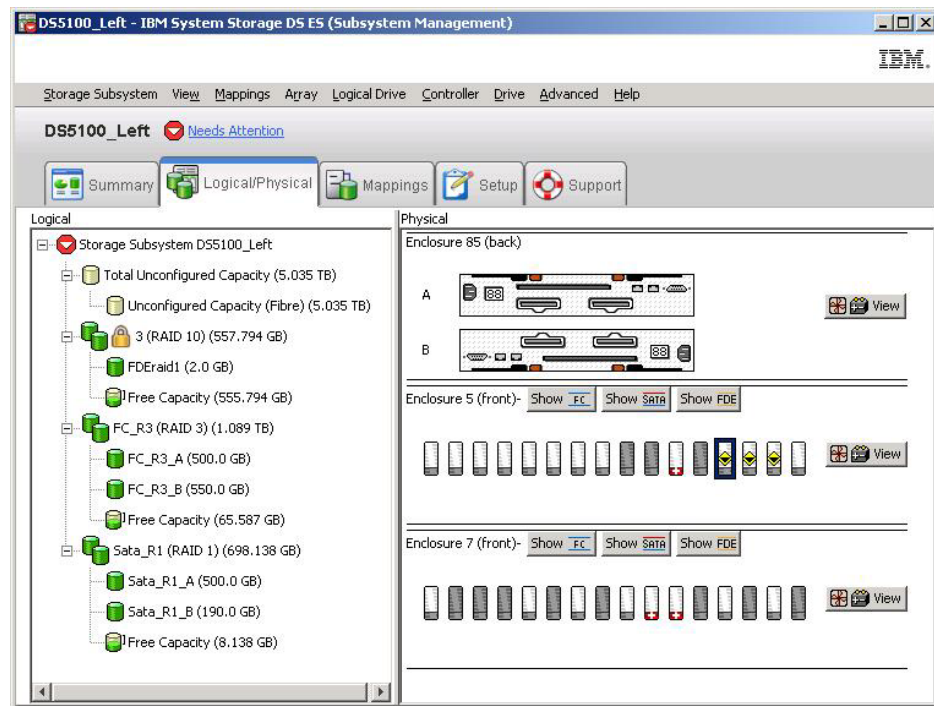 DS5100_Left - IBM System Storage DS ES (Subsystem Management)
IBM.
Storage Subsystem View Mappings Array Logical Drive Controller Drive Advanced Help
DS5100_Left Needs Attention
Summary Logical/Physical Mappings Setup Support
Logical
Physical
Storage Subsystem DS5100_Left
Total Unconfigured Capacity (5.035 TB)
Unconfigured Capacity (Fibre) (5.035 TB)
3 (RAID 10) (557.794 GB)
FDEraid1 (2.0 GB)
Free Capacity (555.794 GB)
FC_R3 (RAID 3) (1.089 TB)
FC_R3_A (500.0 GB)
FC_R3_B (550.0 GB)
Free Capacity (65.587 GB)
Sata_R1 (RAID 1) (698.138 GB)
Sata_R1_A (500.0 GB)
Sata_R1_B (190.0 GB)
Free Capacity (8.138 GB)
Enclosure 85 (back)
A 88 View
B 88
Enclosure 5 (front)- Show FC Show SATA Show FDE
View
Enclosure 7 (front)- Show FC Show SATA Show FDE
View